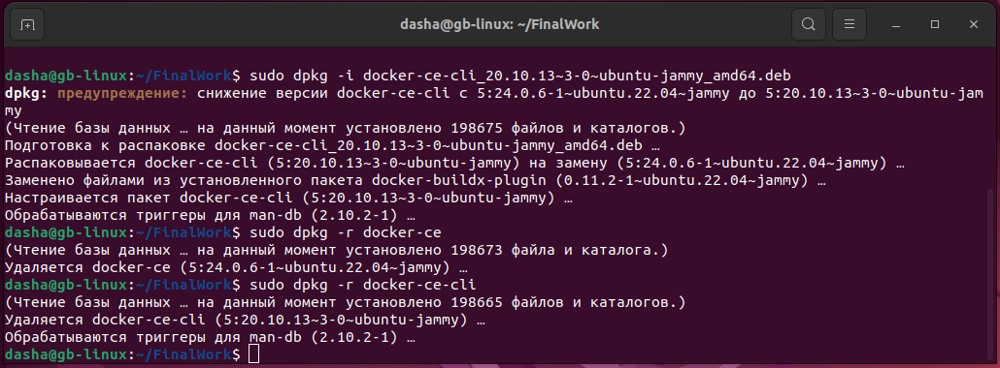 dasha@gb-linux: ~/FinalWork
dasha@gb-linux:~/FinalWork$ sudo dpkg -i docker-ce-cli_20.10.13~3-0~ubuntu-jammy_amd64.deb
dpkg: предупреждение: снижение версии docker-ce-cli с 5:24.0.6-1~ubuntu.22.04~jammy до 5:20.10.13~3-0~ubuntu-jam
my
(Чтение базы данных … на данный момент установлено 198675 файлов и каталогов.)
Подготовка к распаковке docker-ce-cli_20.10.13~3-0~ubuntu-jammy_amd64.deb …
Распаковывается docker-ce-cli (5:20.10.13~3-0~ubuntu-jammy) на замену (5:24.0.6-1~ubuntu.22.04~jammy) …
Заменено файлами из установленного пакета docker-buildx-plugin (0.11.2-1~ubuntu.22.04~jammy) …
Настраивается пакет docker-ce-cli (5:20.10.13~3-0~ubuntu-jammy) …
Обрабатываются триггеры для man-db (2.10.2-1) …
dasha@gb-linux:~/FinalWork$ sudo dpkg -r docker-ce
(Чтение базы данных … на данный момент установлено 198673 файла и каталога.)
Удаляется docker-ce (5:24.0.6-1~ubuntu.22.04~jammy) …
dasha@gb-linux:~/FinalWork$ sudo dpkg -r docker-ce-cli
(Чтение базы данных … на данный момент установлено 198665 файлов и каталогов.)
Удаляется docker-ce-cli (5:20.10.13~3-0~ubuntu-jammy) …
Обрабатываются триггеры для man-db (2.10.2-1) …
dasha@gb-linux:~/FinalWork$